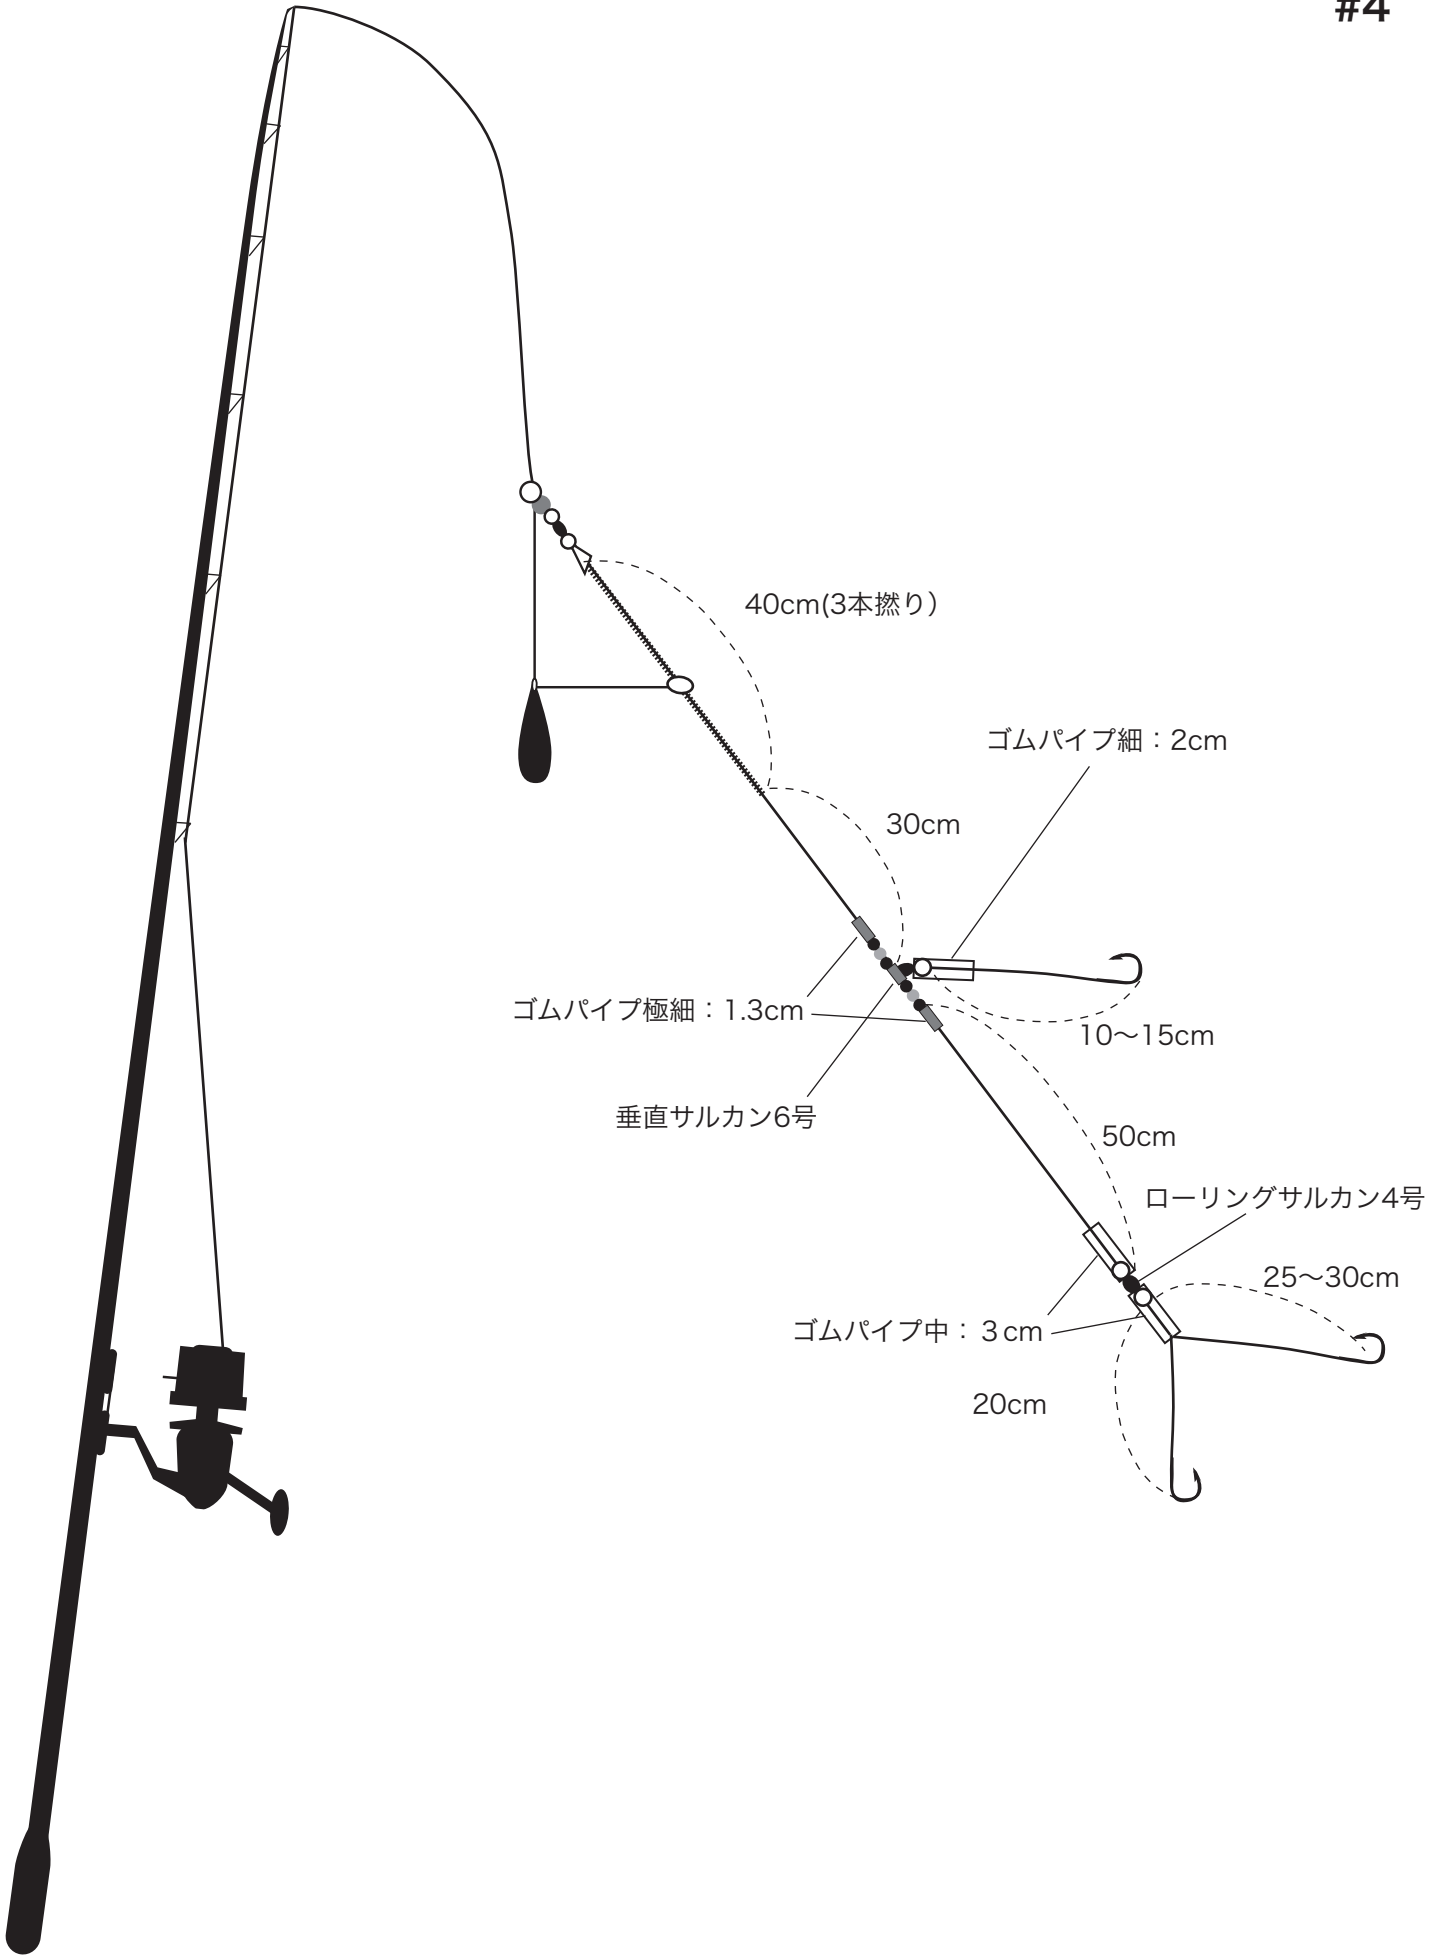 #4
40cm(3本撚り）
ゴムパイプ細：2cm
30cm
ゴムパイプ極細：1.3cm
10〜15cm
垂直サルカン6号
50cm
ローリングサルカン4号
25〜30cm
ゴムパイプ中：３cm
20cm